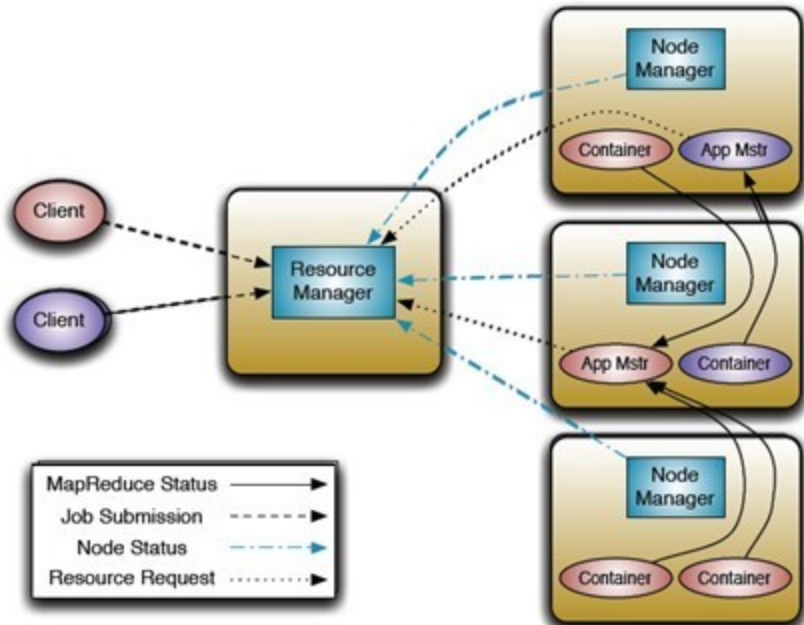 Node
Manager
Container
App Mstr
Client
Resource
Manager
Client
Node
Manager
App Mstr
Container
Node
Manager
Container
Container
MapReduce Status
Job Submission
Node Status
Resource Request